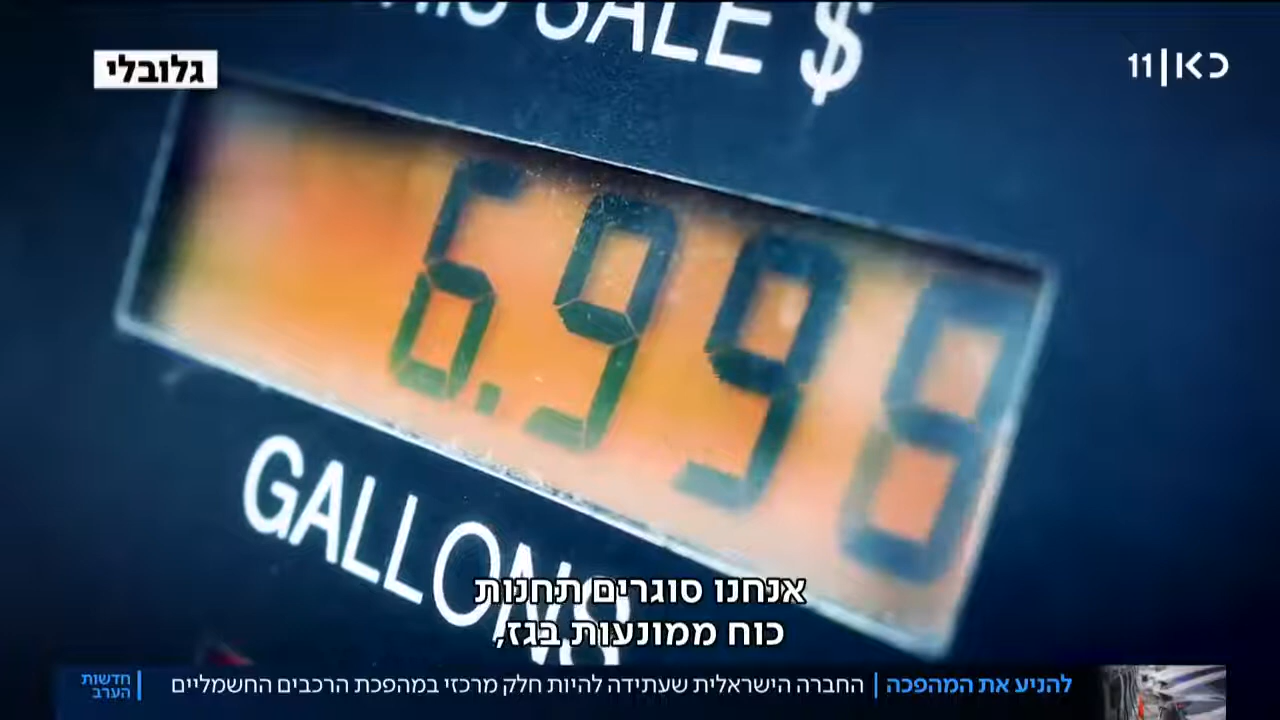 SALE $
גלובלי
כאן 11
6.998
GALLONS
אנחנו סוגרים תחנות
כוח ממונעות בגז,
להניע את המהפכה | החברה הישראלית שעתידה להיות חלק מרכזי במהפכת הרכבים החשמליים
חדשות
הערב